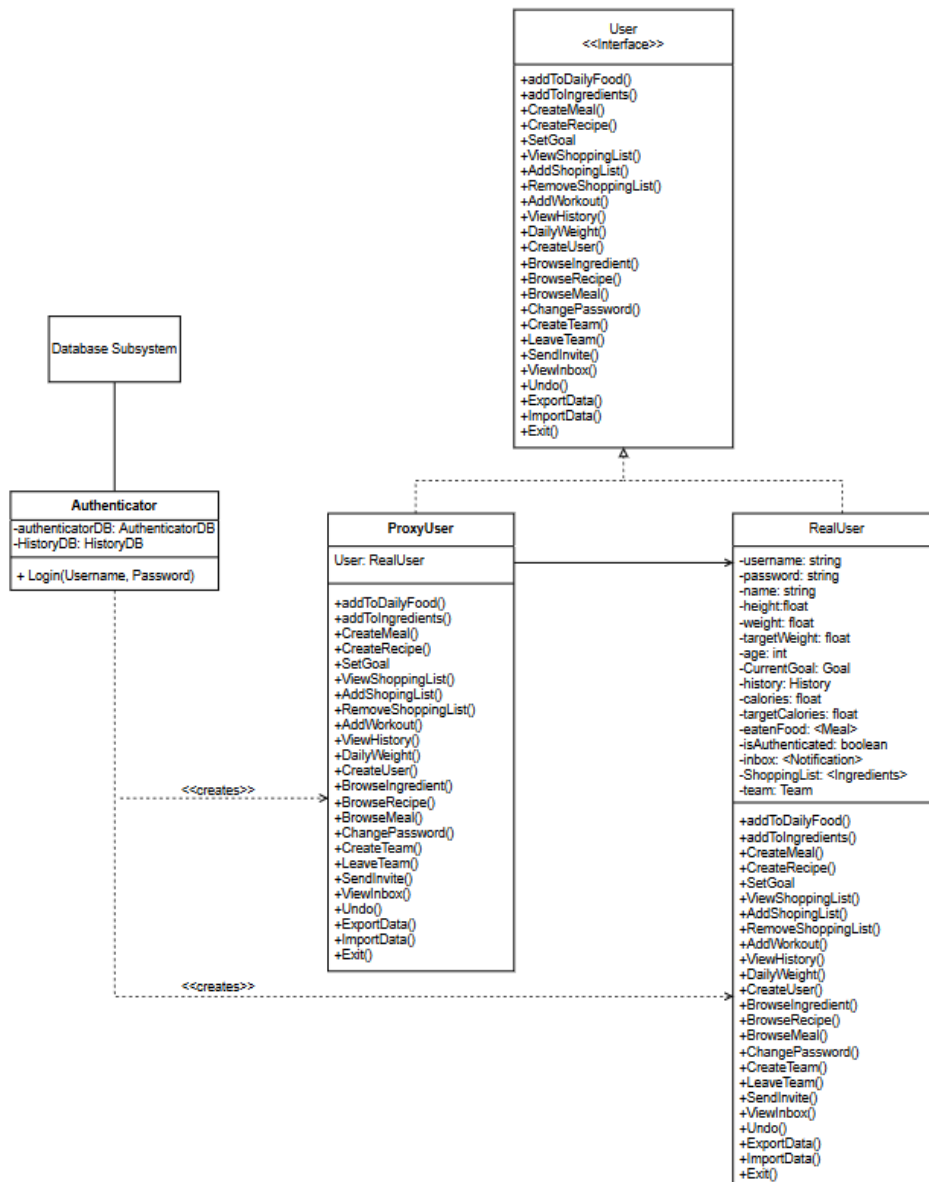 User
<<Interface>>
+addToDailyFood()
+addToIngredients()
+CreateMeal()
+CreateRecipe()
+SetGoal
+ViewShoppingList()
+AddShopingList()
+RemoveShoppingList()
+AddWorkout()
+ViewHistory()
+DailyWeight()
+CreateUser()
+BrowseIngredient()
+BrowseRecipe()
+BrowseMeal()
+ChangePassword()
+CreateTeam()
+LeaveTeam()
+SendInvite()
+ViewInbox()
+Undo()
+ExportData()
+ImportData()
+Exit()
Database Subsystem
Authenticator
-authenticatorDB: AuthenticatorDB
-HistoryDB: HistoryDB
+ Login(Username, Password)
<<creates>>
<<creates>>
ProxyUser
User: RealUser
+addToDailyFood()
+addToIngredients()
+CreateMeal()
+CreateRecipe()
+SetGoal
+ViewShoppingList()
+AddShopingList()
+RemoveShoppingList()
+AddWorkout()
+ViewHistory()
+DailyWeight()
+CreateUser()
+BrowseIngredient()
+BrowseRecipe()
+BrowseMeal()
+ChangePassword()
+CreateTeam()
+LeaveTeam()
+SendInvite()
+ViewInbox()
+Undo()
+ExportData()
+ImportData()
+Exit()
RealUser
-username: string
-password: string
-name: string
-height:float
-weight: float
-targetWeight: float
-age: int
-CurrentGoal: Goal
-history: History
-calories: float
-targetCalories: float
-eatenFood: <Meal>
-isAuthenticated: boolean
-inbox: <Notification>
-ShoppingList: <Ingredients>
-team: Team
+addToDailyFood()
+addToIngredients()
+CreateMeal()
+CreateRecipe()
+SetGoal
+ViewShoppingList()
+AddShopingList()
+RemoveShoppingList()
+AddWorkout()
+ViewHistory()
+DailyWeight()
+CreateUser()
+BrowseIngredient()
+BrowseRecipe()
+BrowseMeal()
+ChangePassword()
+CreateTeam()
+LeaveTeam()
+SendInvite()
+ViewInbox()
+Undo()
+ExportData()
+ImportData()
+Exit()